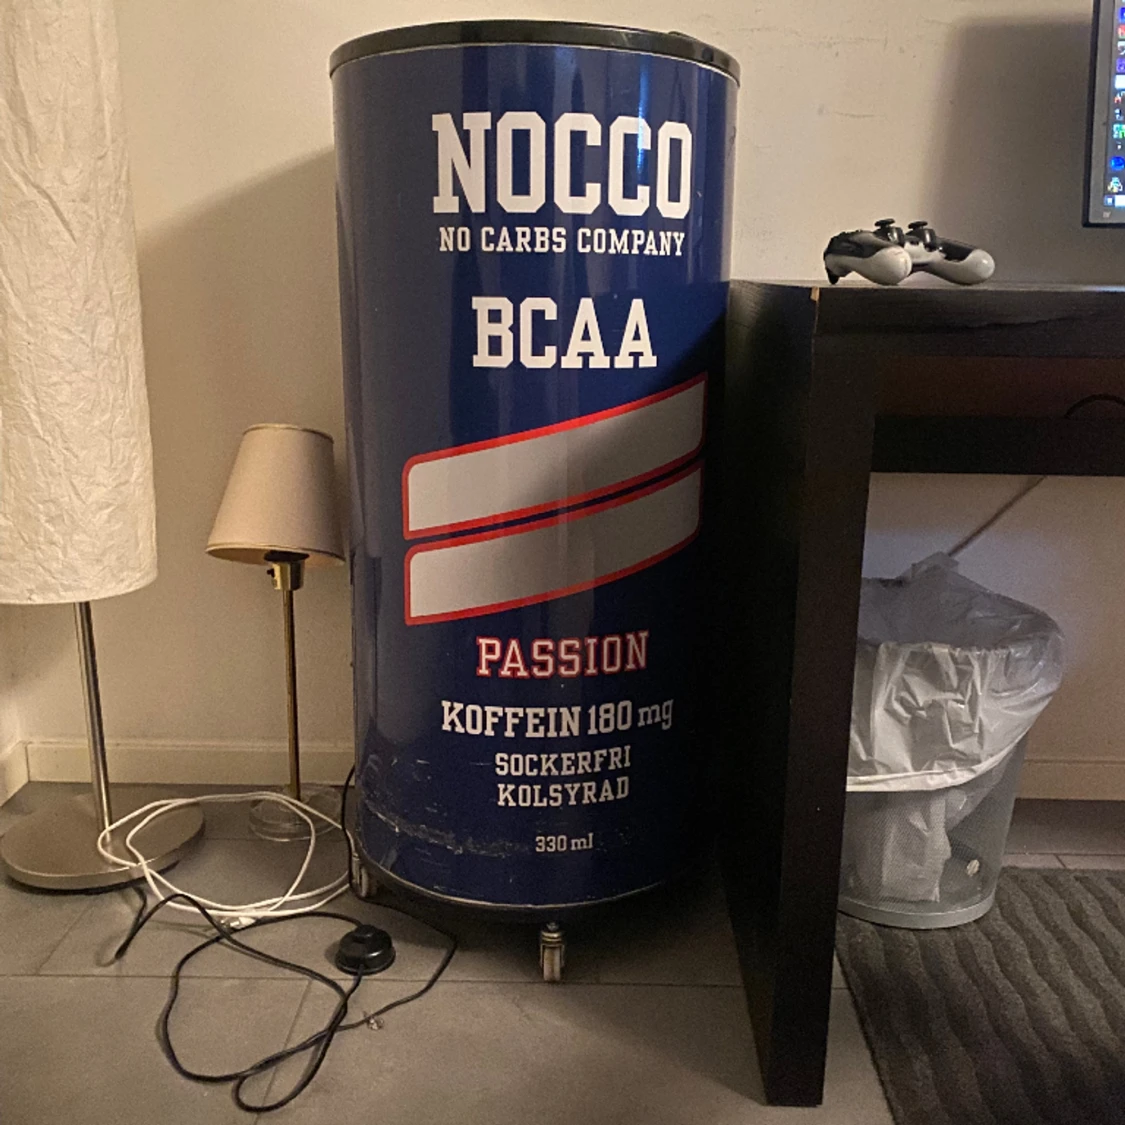 NOCCO
NO CARBS COMPANY
BCAA
PASSION
KOFFEIN 180 mg
SOCKERFRI
KOLSYRAD
330 ml